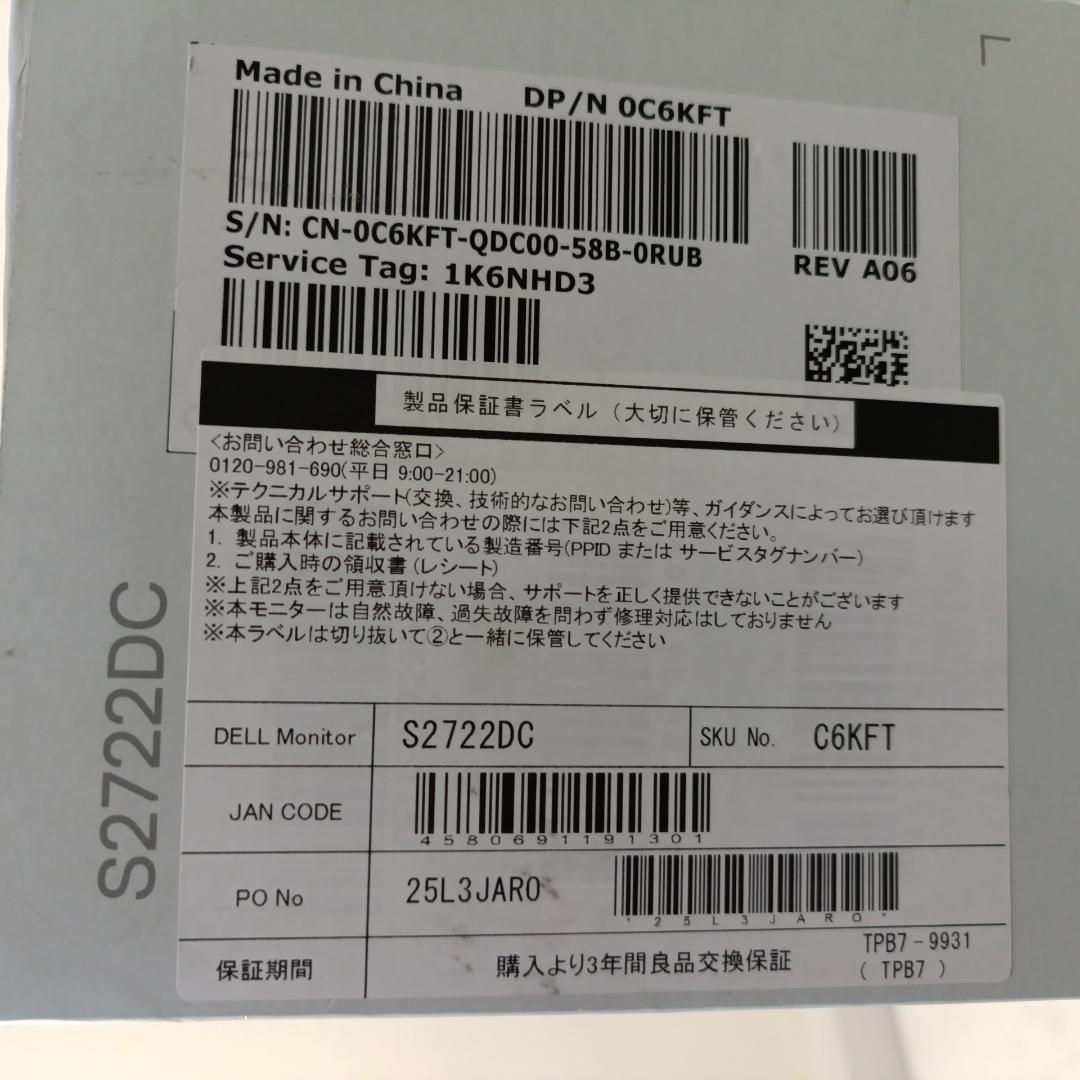 Made in China
DP/N 0C6KFT
S/N: CN-0C6KFT-QDC00-58B-0RUB
REV A06
Service Tag: 1K6NHD3
製品保証書ラベル（大切に保管ください）
<お問い合わせ総合窓口>
0120-981-690(平日 9:00-21:00)
※テクニカルサポート(交換、技術的なお問い合わせ)等、ガイダンスによってお選び頂けます
本製品に関するお問い合わせの際には下記2点をご用意ください。
1. 製品本体に記載されている製造番号(PPID または サービスタグナンバー)
2. ご購入時の領収書 (レシート)
※上記2点をご用意頂けない場合、サポートを正しく提供できないことがございます
※本モニターは自然故障、過失故障を問わず修理対応はしておりません
※本ラベルは切り抜いて②と一緒に保管してください
S2722DC
DELL Monitor
S2722DC
SKU No.
C6KFT
JAN CODE
4580691191301
PO No
25L3JARO
*25L3JARO*
保証期間
購入より3年間良品交換保証
TPB7-9931
( TPB7 )